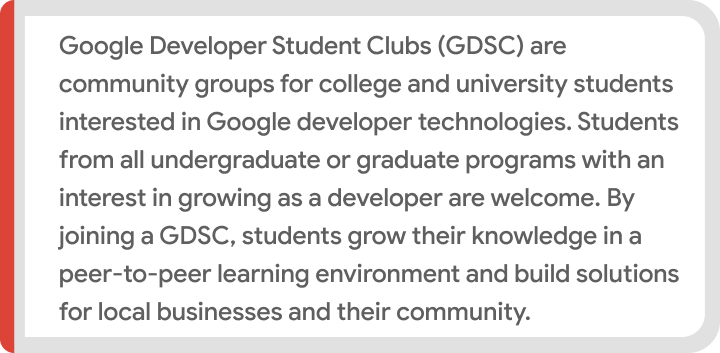 Google Developer Student Clubs (GDSC) are
community groups for college and university students
interested in Google developer technologies. Students
from all undergraduate or graduate programs with an
interest in growing as a developer are welcome. By
joining a GDSC, students grow their knowledge in a
peer-to-peer learning environment and build solutions
for local businesses and their community.